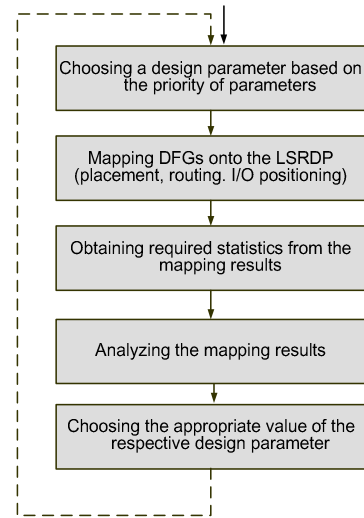 Choosing a design parameter based on
the priority of parameters
Mapping DFGs onto the LSRDP
(placement, routing. I/O positioning)
Obtaining required statistics from the
mapping results
Analyzing the mapping results
Choosing the appropriate value of the
respective design parameter